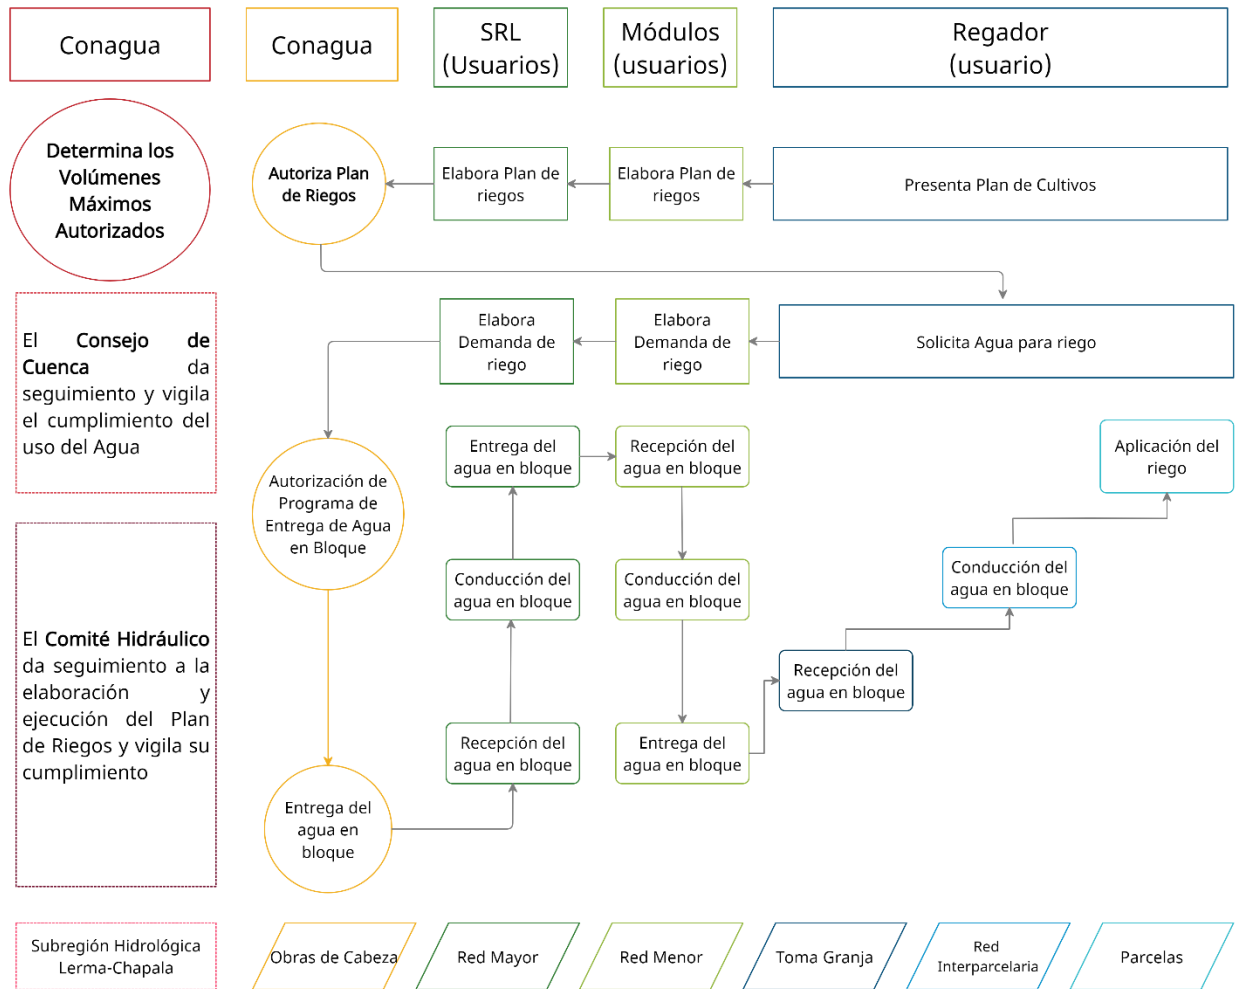 Conagua
Conagua
SRL
(Usuarios)
Módulos
(usuarios)
Regador
(usuario)
Determina los
Volúmenes
Máximos
Autorizados
Autoriza Plan
de Riegos
Elabora Plan de
riegos
Elabora Plan de
riegos
Presenta Plan de Cultivos
El Consejo de
Cuenca da
seguimiento y vigila
el cumplimiento del
uso del Agua
Elabora
Demanda de
riego
Elabora
Demanda de
riego
Solicita Agua para riego
Autorización de
Programa de
Entrega de Agua
en Bloque
Entrega del
agua en bloque
Recepción del
agua en bloque
Aplicación del
riego
Conducción del
agua en bloque
Conducción del
agua en bloque
Conducción del
agua en bloque
El Comité Hidráulico
da seguimiento a la
elaboración y
ejecución del Plan
de Riegos y vigila su
cumplimiento
Recepción del
agua en bloque
Recepción del
agua en bloque
Entrega del
agua en bloque
Entrega del
agua en
bloque
Subregión Hidrológica
Lerma-Chapala
Obras de Cabeza
Red Mayor
Red Menor
Toma Granja
Red
Interparcelaria
Parcelas